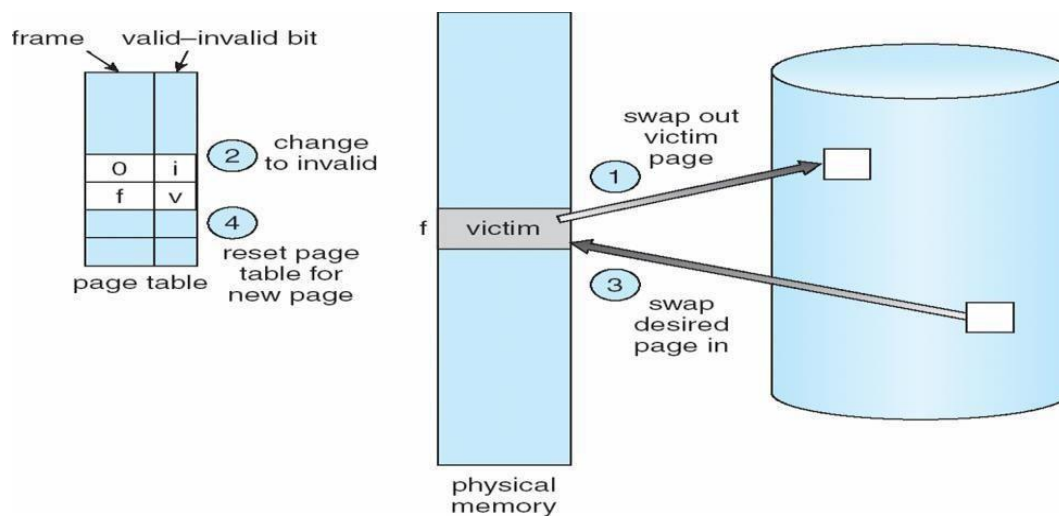 frame
valid–invalid bit
0 i
f v
2
change
to invalid
4
reset page
table for
new page
page table
f
victim
physical
memory
1
swap out
victim
page
3
swap
desired
page in